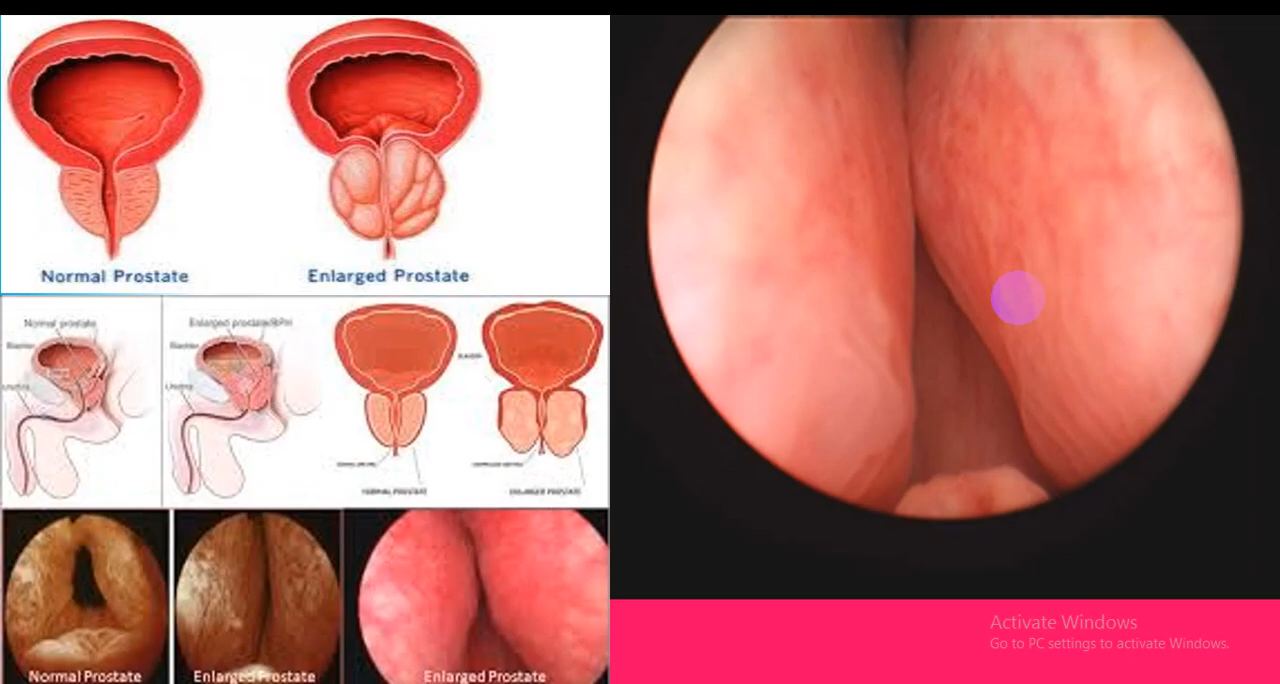 Normal Prostate
Enlarged Prostate
Normal prostate
Enlarged prostate/BPH
Bladder
Bladder
Urethra
Urethra
BLADDER
NORMAL PROSTATE
ENLARGED PROSTATE
Normal Prostate
Enlarged Prostate
Enlarged Prostate
Activate Windows
Go to PC settings to activate Windows.